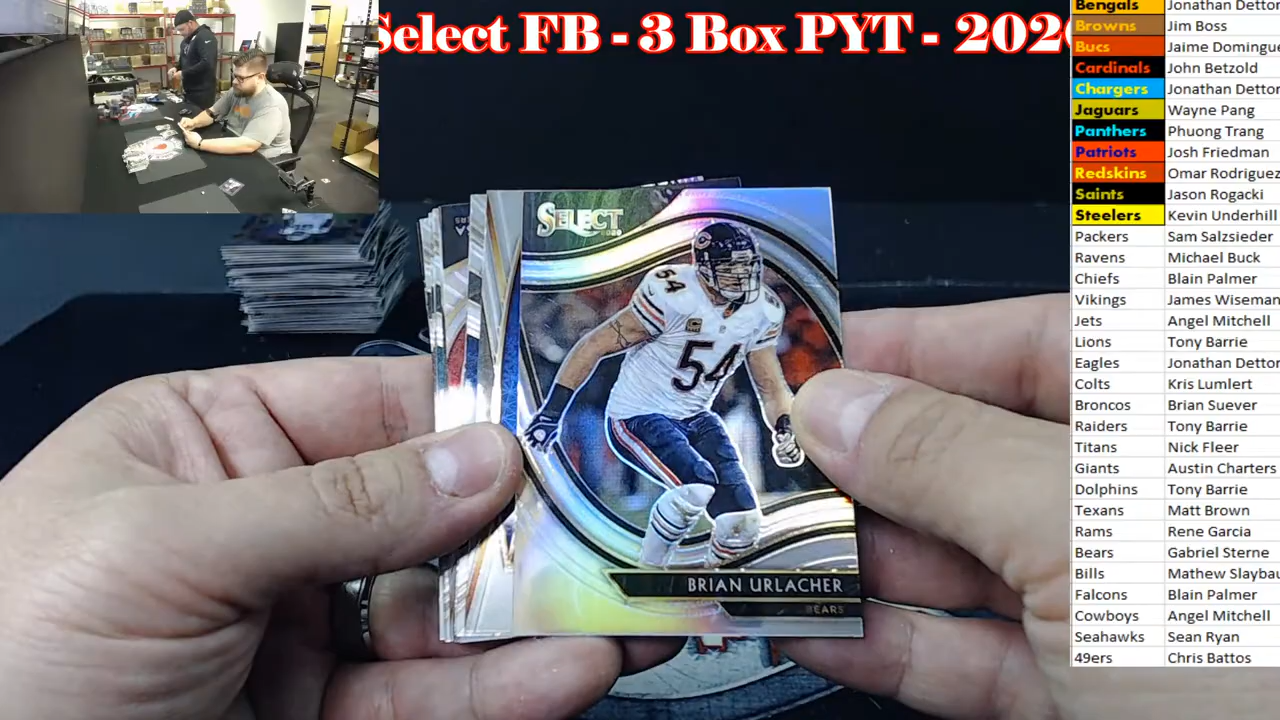 Select FB - 3 Box PYT - 202
Bengals Jonathan Detto
Browns Jim Boss
Bucs Jaime Domingue
Cardinals John Betzold
Chargers Jonathan Dettor
Jaguars Wayne Pang
Panthers Phuong Trang
Patriots Josh Friedman
Redskins Omar Rodriguez
Saints Jason Rogacki
Steelers Kevin Underhill
Packers Sam Salzsieder
Ravens Michael Buck
Chiefs Blain Palmer
Vikings James Wiseman
Jets Angel Mitchell
Lions Tony Barrie
Eagles Jonathan Dettor
Colts Kris Lumlert
Broncos Brian Suever
Raiders Tony Barrie
Titans Nick Fleer
Giants Austin Charters
Dolphins Tony Barrie
Texans Matt Brown
Rams Rene Garcia
Bears Gabriel Sterne
Bills Mathew Slaybau
Falcons Blain Palmer
Cowboys Angel Mitchell
Seahawks Sean Ryan
49ers Chris Battos
SELECT
2020
54
54
BRIAN URLACHER
BEARS